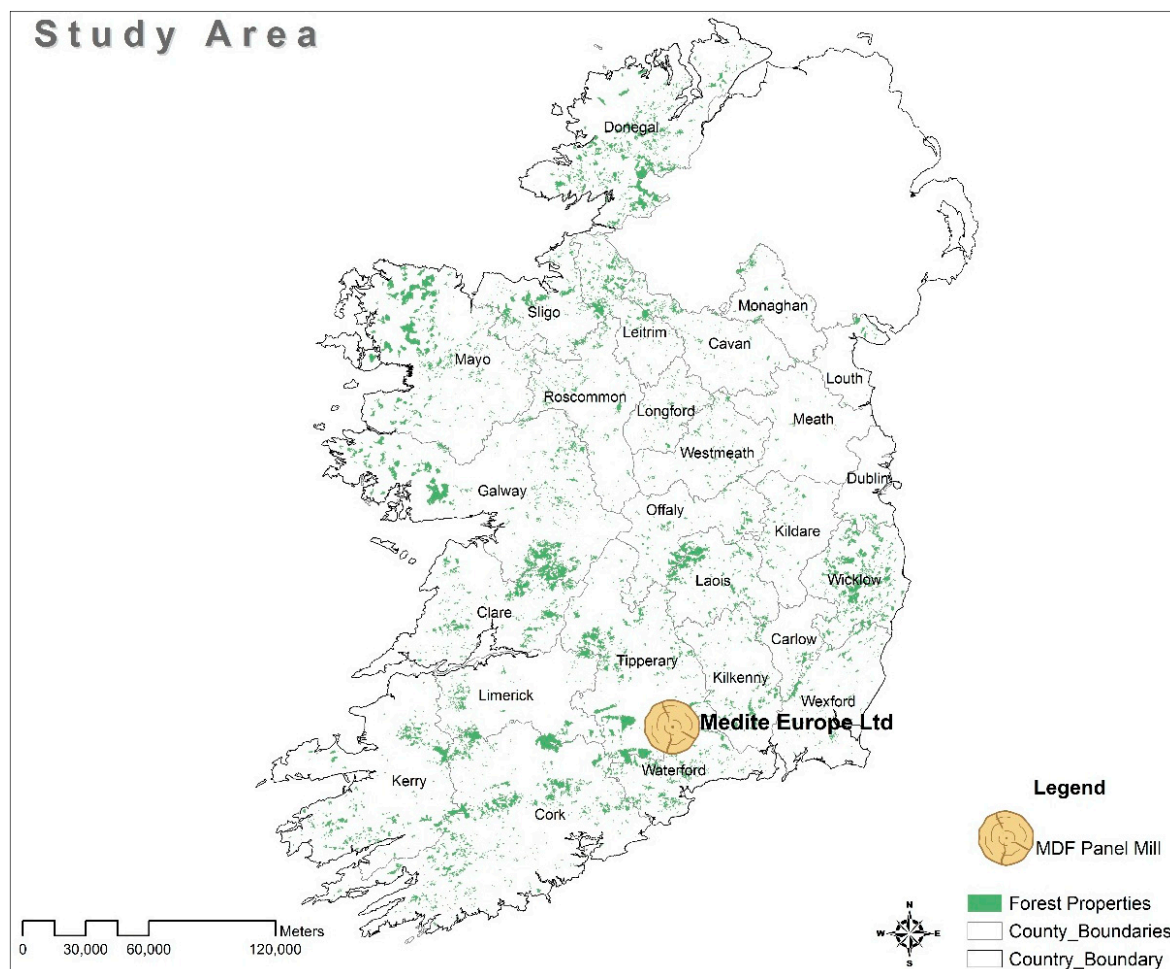 Study Area
Donegal
Monaghan
Sligo
Leitrim
Cavan
Mayo
Louth
Roscommon
Longford
Meath
Westmeath
Dublin
Galway
Offaly
Kildare
Laois
Wicklow
Clare
Carlow
Tipperary
Kilkenny
Limerick
Wexford
Medite Europe Ltd
Waterford
Kerry
Cork
Legend
MDF Panel Mill
Forest Properties
County_Boundaries
Country_Boundary
Meters
0 30,000 60,000 120,000
N
W E
S